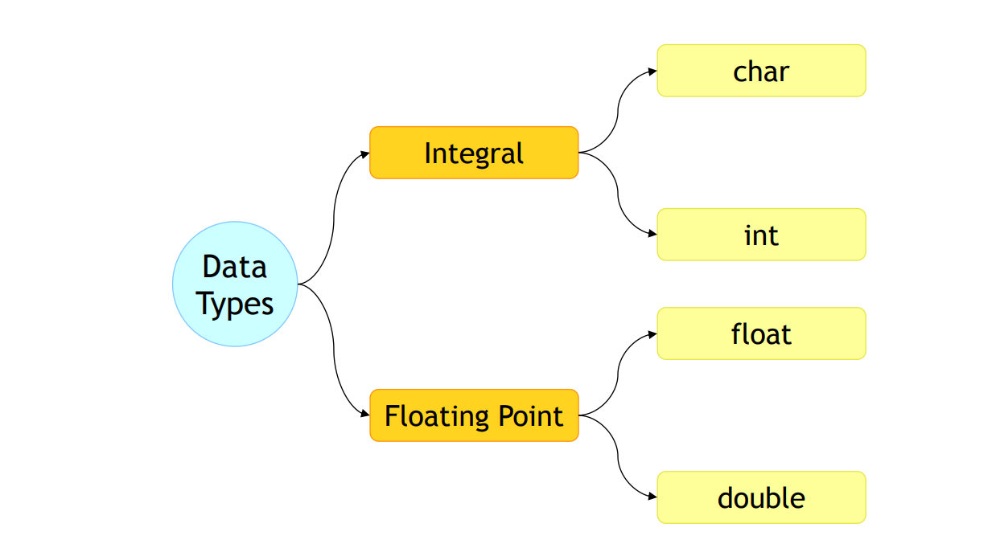 Data
Types
Integral
char
int
Floating Point
float
double